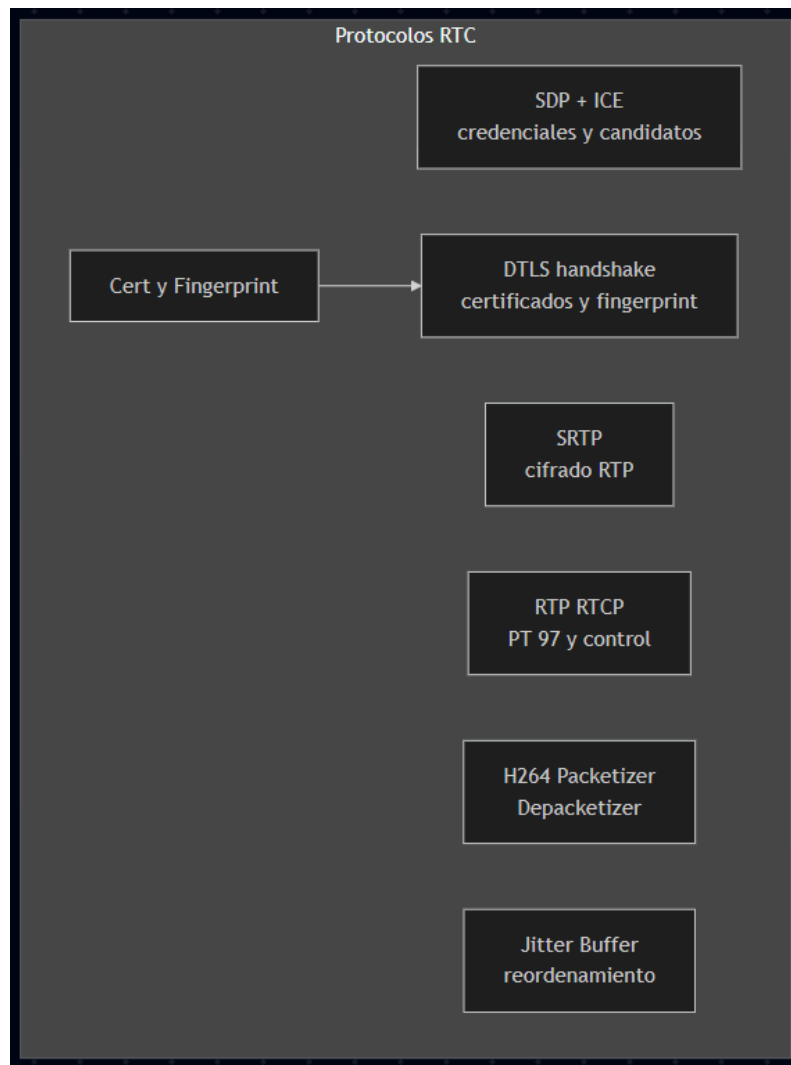 Protocolos RTC
SDP + ICE
credenciales y candidatos
Cert y Fingerprint
DTLS handshake
certificados y fingerprint
SRTP
cifrado RTP
RTP RTCP
PT 97 y control
H264 Packetizer
Depacketizer
Jitter Buffer
reordenamiento